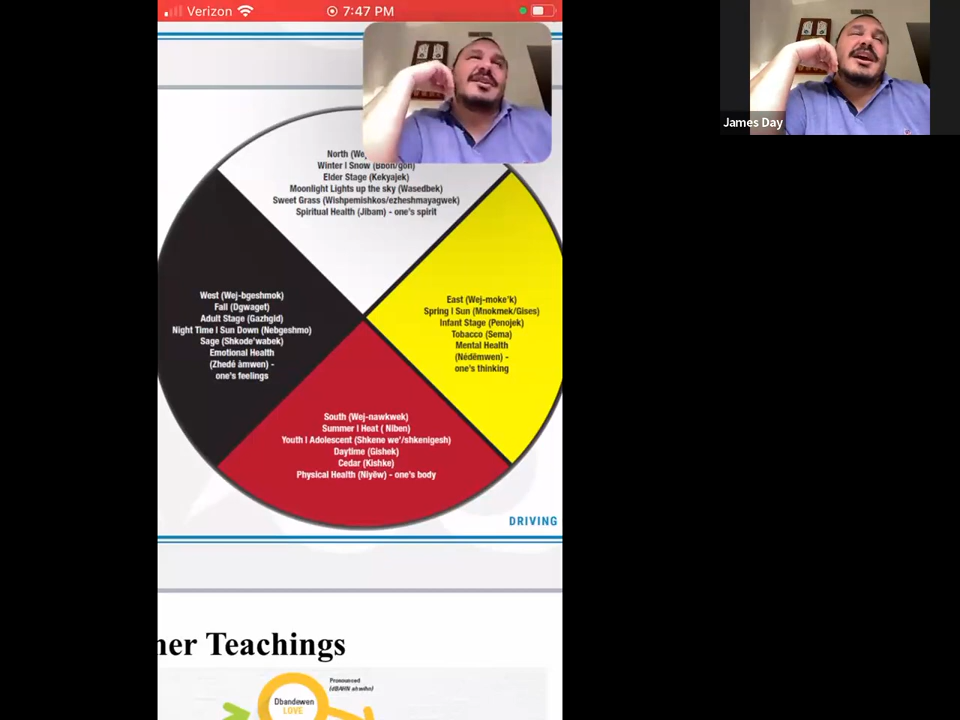 Verizon 7:47 PM
James Day
North
Winter | Snow (Bbon/gon)
Elder Stage (Kekyajek)
Moonlight Lights up the sky (Wasedbek)
Sweet Grass (Wishpemishkos/ezheshmayagwek)
Spiritual Health (Jibam) - one's spirit
West (Wej-bgeshmok)
Fall (Dgwaget)
Adult Stage (Gazhgid)
Night Time | Sun Down (Nebgeshmo)
Sage (Shkode'wabek)
Emotional Health
(Zhedé àmwen) -
one's feelings
East (Wej-moke'k)
Spring | Sun (Mnokmek/Gises)
Infant Stage (Penojek)
Tobacco (Sema)
Mental Health
(Nédëmwen) -
one's thinking
South (Wej-nawkwek)
Summer | Heat ( Niben)
Youth | Adolescent (Shkene we'/shkenigesh)
Daytime (Gishek)
Cedar (Kishke)
Physical Health (Niyëw) - one's body
DRIVING
her Teachings
Pronounced
(dBAHN ahwihn)
Dbandewen
LOVE